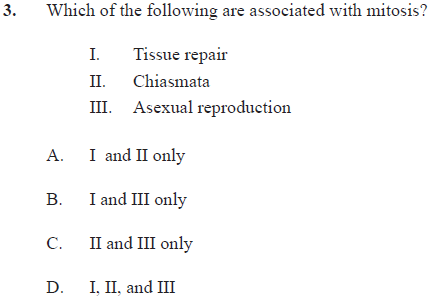 3. Which of the following are associated with mitosis?
I. Tissue repair
II. Chiasmata
III. Asexual reproduction
A. I and II only
B. I and III only
C. II and III only
D. I, II, and III